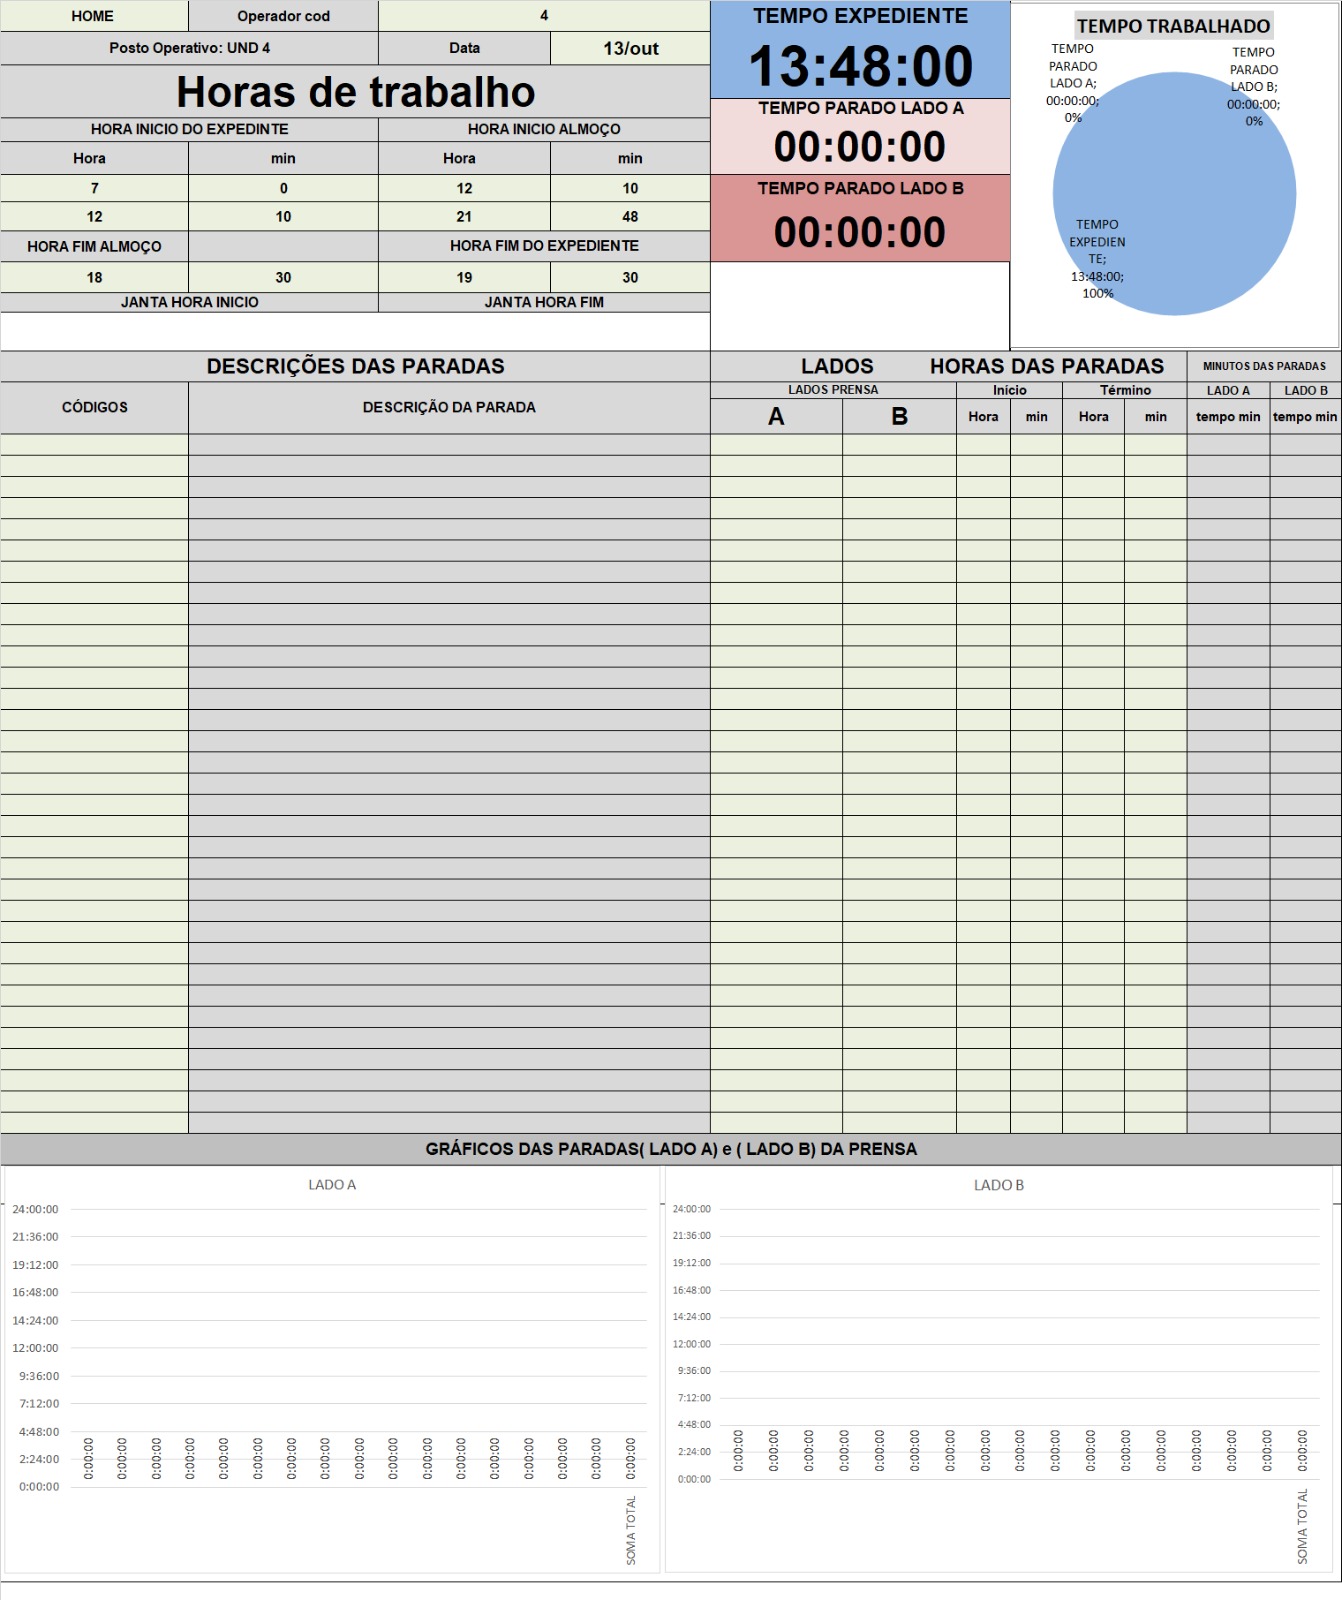 HOME Operador cod 4
Posto Operativo: UND 4 Data 13/out
Horas de trabalho
HORA INICIO DO EXPEDINTE HORA INICIO ALMOÇO
Hora min Hora min
7 0 12 10
12 10 21 48
HORA FIM ALMOÇO HORA FIM DO EXPEDIENTE
18 30 19 30
JANTA HORA INICIO JANTA HORA FIM
TEMPO EXPEDIENTE
13:48:00
TEMPO PARADO LADO A
00:00:00
TEMPO PARADO LADO B
00:00:00
TEMPO TRABALHADO
TEMPO
PARADO
LADO A;
00:00:00;
0%
TEMPO
PARADO
LADO B;
00:00:00;
0%
TEMPO
EXPEDIEN
TE;
13:48:00;
100%
DESCRIÇÕES DAS PARADAS LADOS HORAS DAS PARADAS MINUTOS DAS PARADAS
CÓDIGOS DESCRIÇÃO DA PARADA
LADOS PRENSA Início Término LADO A LADO B
A B Hora min Hora min tempo min tempo min
GRÁFICOS DAS PARADAS( LADO A) e ( LADO B) DA PRENSA
LADO A
24:00:00
21:36:00
19:12:00
16:48:00
14:24:00
12:00:00
9:36:00
7:12:00
4:48:00
2:24:00
0:00:00
0:00:00 0:00:00 0:00:00 0:00:00 0:00:00 0:00:00 0:00:00 0:00:00 0:00:00 0:00:00 0:00:00 0:00:00 0:00:00 0:00:00 0:00:00 0:00:00 0:00:00
SOMA TOTAL
LADO B
24:00:00
21:36:00
19:12:00
16:48:00
14:24:00
12:00:00
9:36:00
7:12:00
4:48:00
2:24:00
0:00:00
0:00:00 0:00:00 0:00:00 0:00:00 0:00:00 0:00:00 0:00:00 0:00:00 0:00:00 0:00:00 0:00:00 0:00:00 0:00:00 0:00:00 0:00:00 0:00:00 0:00:00
SOMA TOTAL